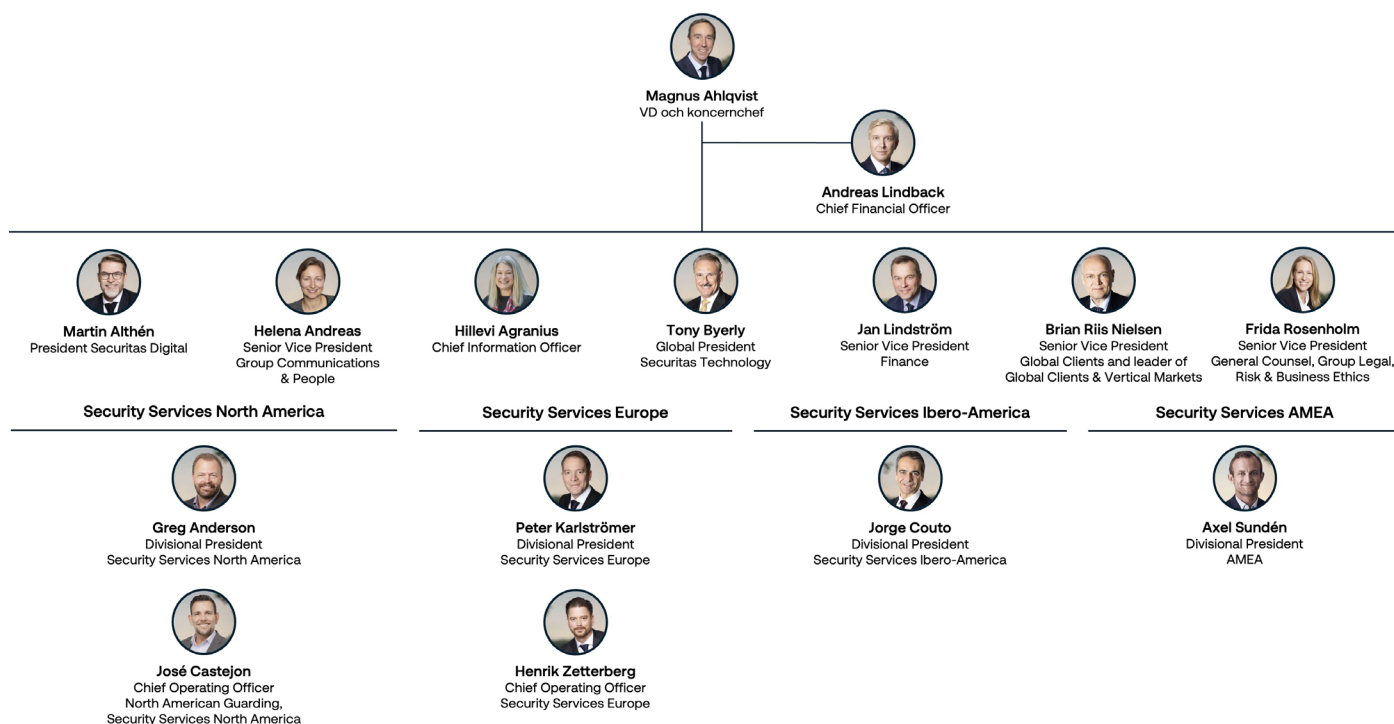 Magnus Ahlqvist
VD och koncernchef
Andreas Lindback
Chief Financial Officer
Martin Althén
President Securitas Digital
Helena Andreas
Senior Vice President
Group Communications
& People
Hillevi Agranius
Chief Information Officer
Tony Byerly
Global President
Securitas Technology
Jan Lindström
Senior Vice President
Finance
Brian Riis Nielsen
Senior Vice President
Global Clients and leader of
Global Clients & Vertical Markets
Frida Rosenholm
Senior Vice President
General Counsel, Group Legal,
Risk & Business Ethics
Security Services North America
Greg Anderson
Divisional President
Security Services North America
José Castejon
Chief Operating Officer
North American Guarding,
Security Services North America
Security Services Europe
Peter Karlströmer
Divisional President
Security Services Europe
Henrik Zetterberg
Chief Operating Officer
Security Services Europe
Security Services Ibero-America
Jorge Couto
Divisional President
Security Services Ibero-America
Security Services AMEA
Axel Sundén
Divisional President
AMEA